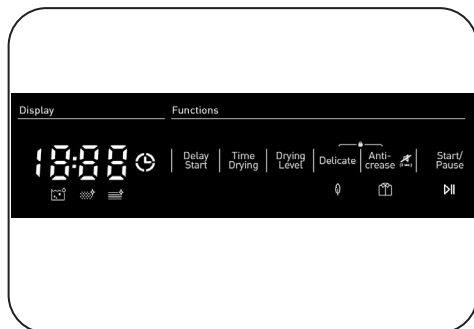 Display
Functions
18:88
Delay
Start
Time
Drying
Drying
Level
Delicate
Anti-
crease
Start/
Pause